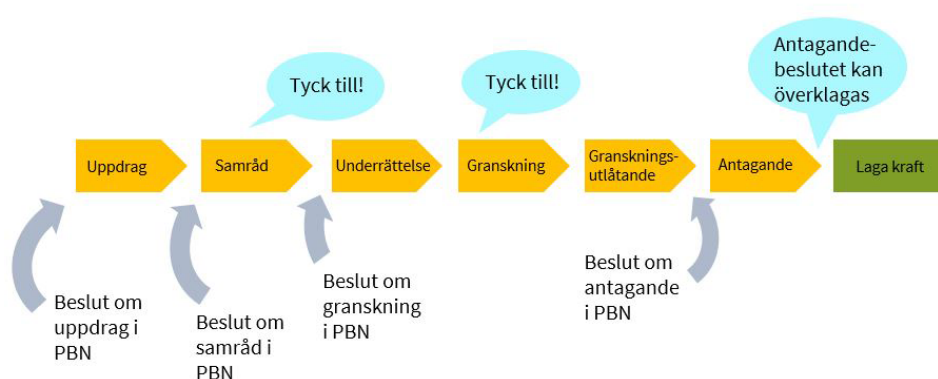 Tyck till!
Tyck till!
Antagande-
beslutet kan
överklagas
Uppdrag
Samråd
Underrättelse
Granskning
Gransknings-
utlåtande
Antagande
Laga kraft
Beslut om
uppdrag i
PBN
Beslut om
samråd i
PBN
Beslut om
granskning
i PBN
Beslut om
antagande
i PBN